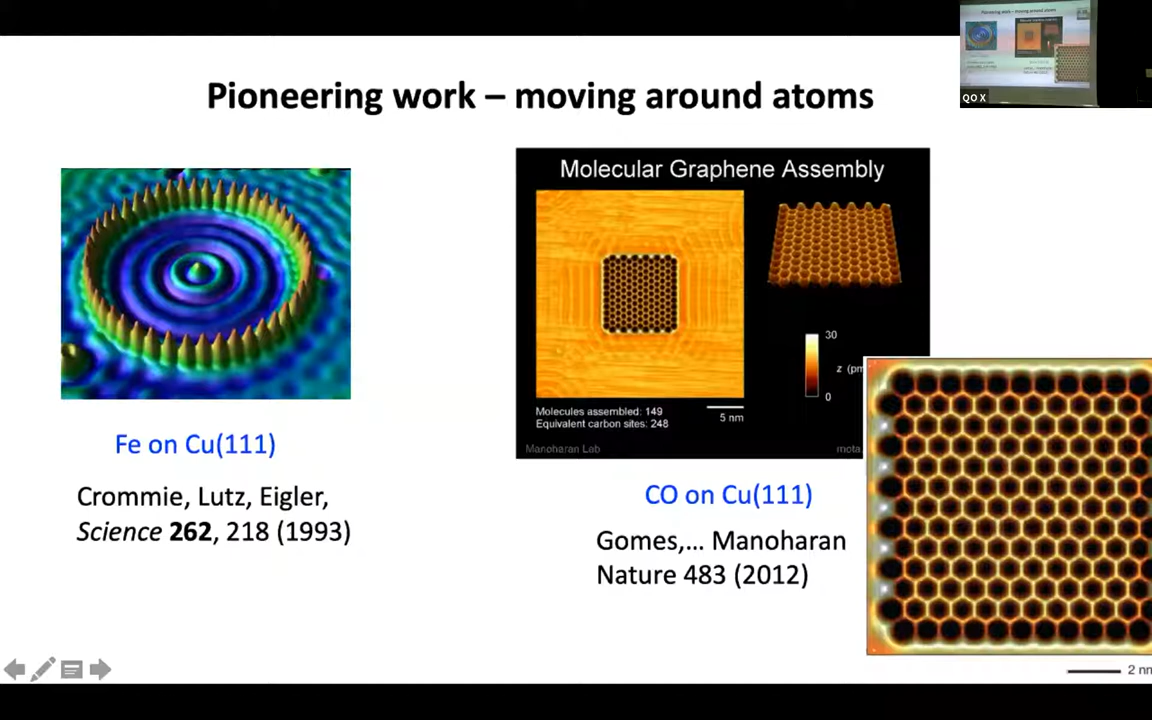 Pioneering work – moving around atoms
QO X
Molecular Graphene Assembly
30
z (pm
0
Molecules assembled: 149
Equivalent carbon sites: 248
5 nm
Manoharan Lab
mota.
Fe on Cu(111)
Crommie, Lutz, Eigler,
Science 262, 218 (1993)
CO on Cu(111)
Gomes,... Manoharan
Nature 483 (2012)
2 nm